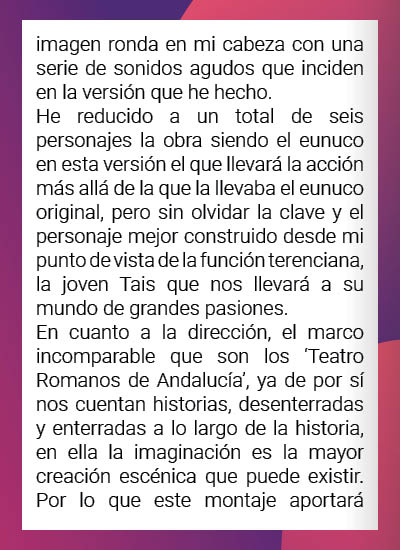 imagen ronda en mi cabeza con una
serie de sonidos agudos que inciden
en la versión que he hecho.
He reducido a un total de seis
personajes la obra siendo el eunuco
en esta versión el que llevará la acción
más allá de la que la llevaba el eunuco
original, pero sin olvidar la clave y el
personaje mejor construido desde mi
punto de vista de la función terenciana,
la joven Tais que nos llevará a su
mundo de grandes pasiones.
En cuanto a la dirección, el marco
incomparable que son los ‘Teatro
Romanos de Andalucía’, ya de por sí
nos cuentan historias, desenterradas
y enterradas a lo largo de la historia,
en ella la imaginación es la mayor
creación escénica que puede existir.
Por lo que este montaje aportará